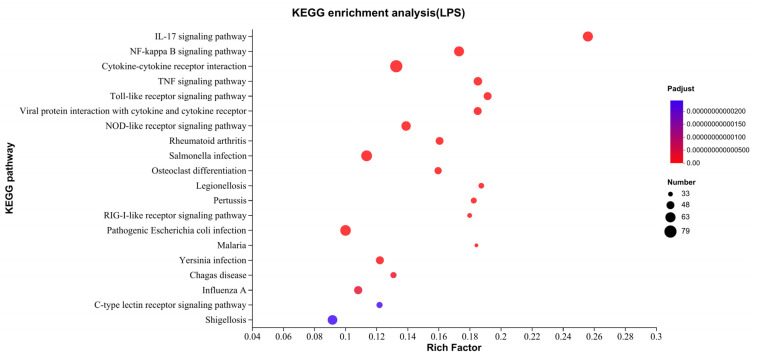 KEGG enrichment analysis(LPS)
IL-17 signaling pathway
NF-kappa B signaling pathway
Cytokine-cytokine receptor interaction
TNF signaling pathway
Toll-like receptor signaling pathway
Viral protein interaction with cytokine and cytokine receptor
NOD-like receptor signaling pathway
Rheumatoid arthritis
Salmonella infection
Osteoclast differentiation
Legionellosis
Pertussis
RIG-I-like receptor signaling pathway
Pathogenic Escherichia coli infection
Malaria
Yersinia infection
Chagas disease
Influenza A
C-type lectin receptor signaling pathway
Shigellosis
KEGG pathway
0.04 0.06 0.08 0.1 0.12 0.14 0.16 0.18 0.2 0.22 0.24 0.26 0.28 0.3
Rich Factor
Padjust
0.00000000000200
0.00000000000150
0.00000000000100
0.000000000000500
0.00
Number
33
48
63
79